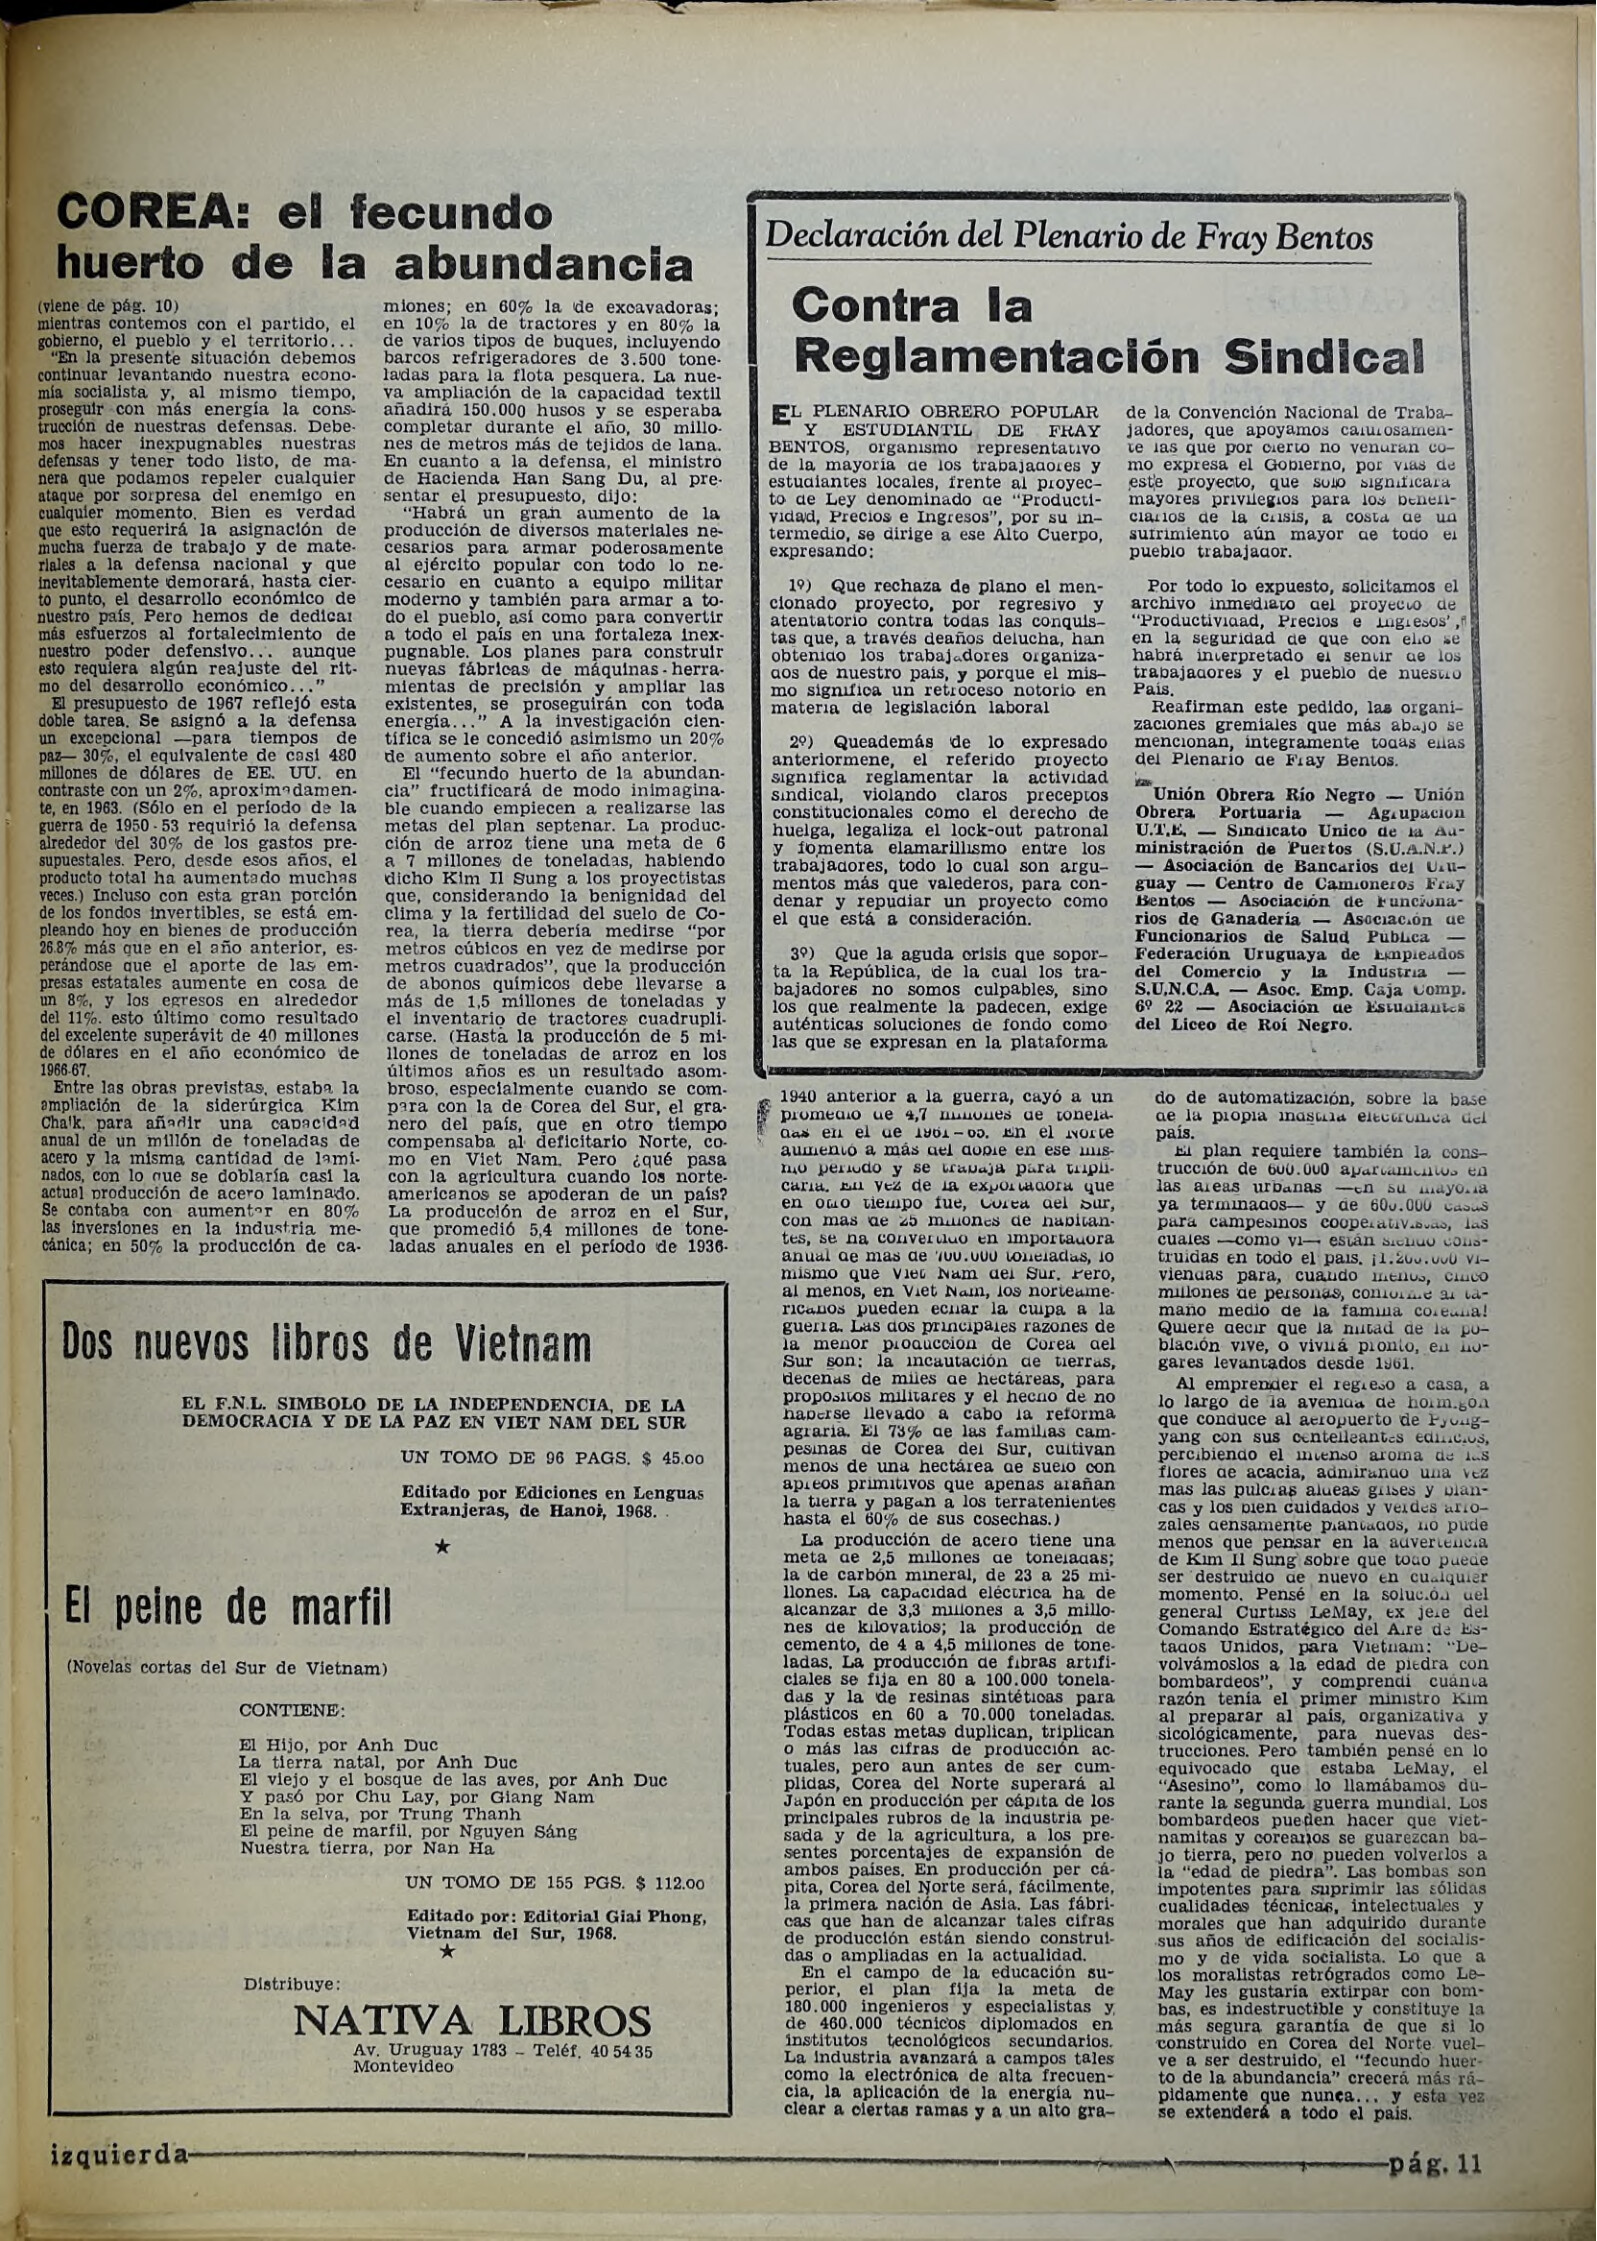 COREA: el fecundo
huerto de la abundancia
(viene de pág. 10)
mientras contemos con el partido, el
gobierno, el pueblo y el territorio...
"En la presente situación debemos
continuar levantando nuestra econo-
mía socialista y, al mismo tiempo,
proseguir con más energía la cons-
trucción de nuestras defensas. Debe-
mos hacer inexpugnables nuestras
defensas y tener todo listo, de ma-
nera que podamos repeler cualquier
ataque por sorpresa del enemigo en
cualquier momento. Bien es verdad
que esto requerirá la asignación de
mucha fuerza de trabajo y de mate-
riales a la defensa nacional y que
inevitablemente demorará, hasta cier-
to punto, el desarrollo económico de
nuestro país. Pero hemos de dedicar
más esfuerzos al fortalecimiento de
nuestro poder defensivo... aunque
esto requiera algún reajuste del rit-
mo del desarrollo económico..."
El presupuesto de 1967 reflejó esta
doble tarea. Se asignó a la defensa
un excepcional —para tiempos de
paz— 30%, el equivalente de casi 480
millones de dólares de EE. UU. en
contraste con un 2%, aproximadamen-
te, en 1963. (Sólo en el período de la
guerra de 1950-53 requirió la defensa
alrededor del 30% de los gastos pre-
supuestales. Pero, desde esos años, el
producto total ha aumentado muchas
veces.) Incluso con esta gran porción
de los fondos invertibles, se está em-
pleando hoy en bienes de producción
26.8% más que en el año anterior, es-
perándose que el aporte de las em-
presas estatales aumente en cosa de
un 8%, y los egresos en alrededor
del 11%. esto último como resultado
del excelente superávit de 40 millones
de dólares en el año económico de
1966-67.
Entre las obras previstas, estaba la
ampliación de la siderúrgica Kim
Chaik, para añadir una capacidad
anual de un millón de toneladas de
acero y la misma cantidad de lami-
nados, con lo que se doblaría casi la
actual producción de acero laminado.
Se contaba con aumentar en 80%
las inversiones en la industria me-
cánica; en 50% la producción de ca-
miones; en 60% la de excavadoras;
en 10% la de tractores y en 80% la
de varios tipos de buques, incluyendo
barcos refrigeradores de 3.500 tone-
ladas para la flota pesquera. La nue-
va ampliación de la capacidad textil
añadirá 150.000 husos y se esperaba
completar durante el año, 30 millo-
nes de metros más de tejidos de lana.
En cuanto a la defensa, el ministro
de Hacienda Han Sang Du, al pre-
sentar el presupuesto, dijo:
"Habrá un gran aumento de la
producción de diversos materiales ne-
cesarios para armar poderosamente
al ejército popular con todo lo ne-
cesario en cuanto a equipo militar
moderno y también para armar a to-
do el pueblo, así como para convertir
a todo el país en una fortaleza inex-
pugnable. Los planes para construir
nuevas fábricas de máquinas-herra-
mientas de precisión y ampliar las
existentes, se proseguirán con toda
energía..." A la investigación cien-
tífica se le concedió asimismo un 20%
de aumento sobre el año anterior.
El "fecundo huerto de la abundan-
cia" fructificará de modo inimagina-
ble cuando empiecen a realizarse las
metas del plan septenar. La produc-
ción de arroz tiene una meta de 6
a 7 millones de toneladas, habiendo
dicho Kim Il Sung a los proyectistas
que, considerando la benignidad del
clima y la fertilidad del suelo de Co-
rea, la tierra debería medirse "por
metros cúbicos en vez de medirse por
metros cuadrados", que la producción
de abonos químicos debe llevarse a
más de 1,5 millones de toneladas y
el inventario de tractores cuadrupli-
carse. (Hasta la producción de 5 mi-
llones de toneladas de arroz en los
últimos años es un resultado asom-
broso, especialmente cuando se com-
para con la de Corea del Sur, el gra-
nero del país, que en otro tiempo
compensaba al deficitario Norte, co-
mo en Viet Nam. Pero ¿qué pasa
con la agricultura cuando los norte-
americanos se apoderan de un país?
La producción de arroz en el Sur,
que promedió 5,4 millones de tone-
ladas anuales en el período de 1936-
Declaración del Plenario de Fray Bentos
Contra la
Reglamentación Sindical
EL PLENARIO OBRERO POPULAR
Y ESTUDIANTIL DE FRAY
BENTOS, organismo representativo
de la mayoría de los trabajadores y
estudiantes locales, frente al proyec-
to de Ley denominado de "Producti-
vidad, Precios e Ingresos", por su in-
termedio, se dirige a ese Alto Cuerpo,
expresando:
1º) Que rechaza de plano el men-
cionado proyecto, por regresivo y
atentatorio contra todas las conquis-
tas que, a través deaños delucha, han
obtenido los trabajadores organiza-
dos de nuestro país, y porque el mis-
mo significa un retroceso notorio en
materia de legislación laboral
2º) Queademás de lo expresado
anteriormene, el referido proyecto
significa reglamentar la actividad
sindical, violando claros preceptos
constitucionales como el derecho de
huelga, legaliza el lock-out patronal
y fomenta elamarillismo entre los
trabajadores, todo lo cual son argu-
mentos más que valederos, para con-
denar y repudiar un proyecto como
el que está a consideración.
3º) Que la aguda crisis que sopor-
ta la República, de la cual los tra-
bajadores no somos culpables, sino
los que realmente la padecen, exige
auténticas soluciones de fondo como
las que se expresan en la plataforma
de la Convención Nacional de Traba-
jadores, que apoyamos calurosamen-
te las que por cierto no vendrán co-
mo expresa el Gobierno, por vías de
este proyecto, que solo significará
mayores privilegios para los benefi-
ciarios de la crisis, a costa de un
sufrimiento aún mayor de todo el
pueblo trabajador.
Por todo lo expuesto, solicitamos el
archivo inmediato del proyecto de
"Productividad, Precios e Ingresos",
en la seguridad de que con ello se
habrá interpretado el sentir de los
trabajadores y el pueblo de nuestro
País.
Reafirman este pedido, las organi-
zaciones gremiales que más abajo se
mencionan, integramente todas ellas
del Plenario de Fray Bentos.
Unión Obrera Río Negro — Unión
Obrera Portuaria — Agrupación
U.T.E. — Sindicato Unico de la Ad-
ministración de Puertos (S.U.A.N.P.)
— Asociación de Bancarios del Uru-
guay — Centro de Camioneros Fray
Bentos — Asociación de Funciona-
rios de Ganadería — Asociación de
Funcionarios de Salud Publica —
Federación Uruguaya de Empleados
del Comercio y la Industria —
S.U.N.C.A. — Asoc. Emp. Caja Comp.
6º 22 — Asociación de Estudiantes
del Liceo de Roí Negro.
1940 anterior a la guerra, cayó a un
promedio de 4,7 millones de tonela-
das en el de 1961-65. En el Norte
aumentó a más del doble en ese mis-
mo período y se trabaja para tripli-
carla. En vez de la exportadora que
en otro tiempo fue, Corea del Sur,
con mas de 25 millones de habitan-
tes, se ha convertido en importadora
anual de mas de 700.000 toneladas, lo
mismo que Viet Nam del Sur. Pero,
al menos, en Viet Nam, los norteame-
ricanos pueden echar la culpa a la
guerra. Las dos principales razones de
la menor producción de Corea del
Sur son: la incautación de tierras,
decenas de miles de hectáreas, para
propósitos militares y el hecho de no
haberse llevado a cabo la reforma
agraria. El 73% de las familias cam-
pesinas de Corea del Sur, cultivan
menos de una hectárea de suelo con
aperos primitivos que apenas arañan
la tierra y pagan a los terratenientes
hasta el 60% de sus cosechas.)
La producción de acero tiene una
meta de 2,5 millones de toneladas;
la de carbón mineral, de 23 a 25 mi-
llones. La capacidad eléctrica ha de
alcanzar de 3,3 millones a 3,5 millo-
nes de kilovatios; la producción de
cemento, de 4 a 4,5 millones de tone-
ladas. La producción de fibras artifi-
ciales se fija en 80 a 100.000 tonela-
das y la de resinas sintéticas para
plásticos en 60 a 70.000 toneladas.
Todas estas metas duplican, triplican
o más las cifras de producción ac-
tuales, pero aun antes de ser cum-
plidas, Corea del Norte superará al
Japón en producción per cápita de los
principales rubros de la industria pe-
sada y de la agricultura, a los pre-
sentes porcentajes de expansión de
ambos países. En producción per cá-
pita, Corea del Norte será, fácilmente,
la primera nación de Asia. Las fábri-
cas que han de alcanzar tales cifras
de producción están siendo construi-
das o ampliadas en la actualidad.
En el campo de la educación su-
perior, el plan fija la meta de
180.000 ingenieros y especialistas y
de 460.000 técnicos diplomados en
institutos tecnológicos secundarios.
La industria avanzará a campos tales
como la electrónica de alta frecuen-
cia, la aplicación de la energía nu-
clear a ciertas ramas y a un alto gra-
do de automatización, sobre la base
de la propia industria electrónica del
país.
El plan requiere también la cons-
trucción de 600.000 apartamentos en
las areas urbanas —en su mayoria
ya terminados— y de 600.000 casas
para campesinos cooperativistas, las
cuales —como vi— están siendo cons-
truidas en todo el pais. ¡1.200.000 vi-
viendas para, cuando menos, cinco
millones de personas, conforme al ta-
maño medio de la familia coreana!
Quiere decir que la mitad de la po-
blación vive, o vivirá pronto, en ho-
gares levantados desde 1961.
Al emprender el regreso a casa, a
lo largo de la avenida de hormigón
que conduce al aeropuerto de Pyong-
yang con sus centelleantes edificios,
percibiendo el intenso aroma de las
flores de acacia, admirando una vez
mas las pulcras aldeas grises y blan-
cas y los bien cuidados y verdes arro-
zales densamente plantados, no pude
menos que pensar en la advertencia
de Kim Il Sung sobre que todo puede
ser destruido de nuevo en cualquier
momento. Pensé en la solución del
general Curtiss LeMay, ex jefe del
Comando Estratégico del Aire de Es-
tados Unidos, para Vietnam: "De-
volvámoslos a la edad de piedra con
bombardeos", y comprendí cuánta
razón tenía el primer ministro Kim
al preparar al país, organizativa y
sicológicamente, para nuevas des-
trucciones. Pero también pensé en lo
equivocado que estaba LeMay, el
"Asesino", como lo llamábamos du-
rante la segunda guerra mundial. Los
bombardeos pueden hacer que viet-
namitas y coreanos se guarezcan ba-
jo tierra, pero no pueden volverlos a
la "edad de piedra". Las bombas son
impotentes para suprimir las sólidas
cualidades técnicas, intelectuales y
morales que han adquirido durante
sus años de edificación del socialis-
mo y de vida socialista. Lo que a
los moralistas retrógrados como Le-
May les gustaría extirpar con bom-
bas, es indestructible y constituye la
más segura garantía de que si lo
construído en Corea del Norte vuel-
ve a ser destruido, el "fecundo huer-
to de la abundancia" crecerá más rá-
pidamente que nunca... y esta vez
se extenderá a todo el país.
Dos nuevos libros de Vietnam
EL F.N.L. SIMBOLO DE LA INDEPENDENCIA, DE LA
DEMOCRACIA Y DE LA PAZ EN VIET NAM DEL SUR
UN TOMO DE 96 PAGS. $ 45.00
Editado por Ediciones en Lenguas
Extranjeras, de Hanoi, 1968.
★
El peine de marfil
(Novelas cortas del Sur de Vietnam)
CONTIENE:
El Hijo, por Anh Duc
La tierra natal, por Anh Duc
El viejo y el bosque de las aves, por Anh Duc
Y pasó por Chu Lay, por Giang Nam
En la selva, por Trung Thanh
El peine de marfil, por Nguyen Sáng
Nuestra tierra, por Nan Ha
UN TOMO DE 155 PGS. $ 112.00
Editado por: Editorial Giai Phong,
Vietnam del Sur, 1968.
★
Distribuye:
NATIVA LIBROS
Av. Uruguay 1783 - Teléf. 40 54 35
Montevideo
izquierda
pág. 11